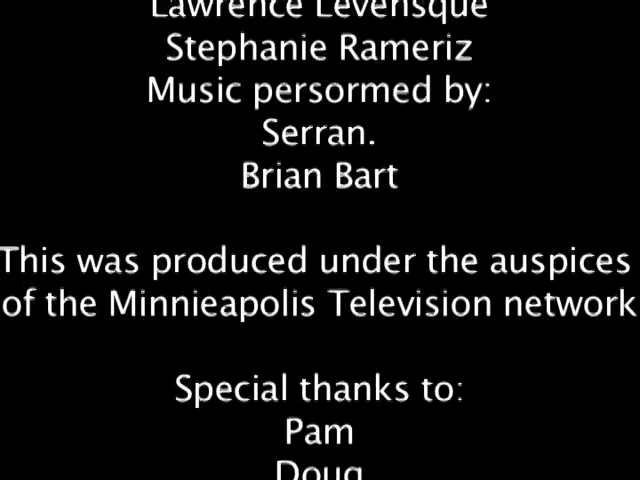 Lawrence Levensque
Stephanie Rameriz
Music persormed by:
Serran.
Brian Bart
This was produced under the auspices
of the Minnieapolis Television network
Special thanks to:
Pam
Doug